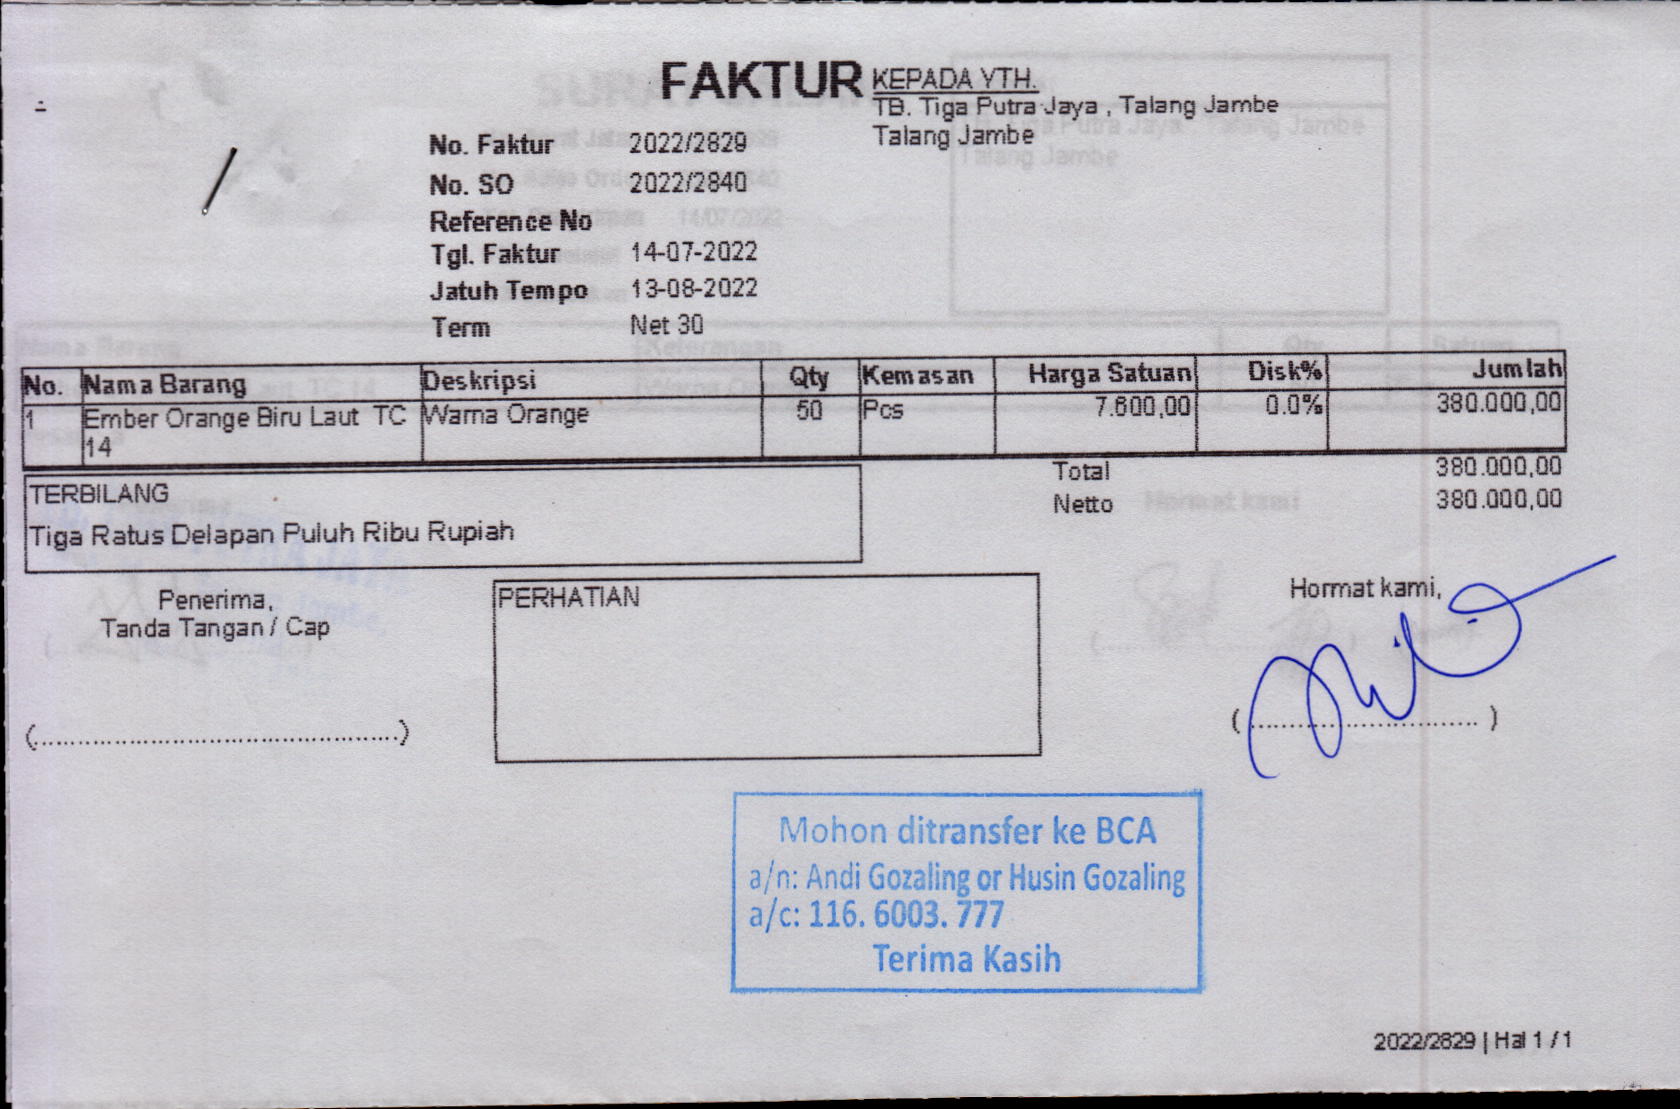 FAKTUR
KEPADA YTH.
TB. Tiga Putra Jaya , Talang Jambe
Talang Jambe
No. Faktur 2022/2829
No. SO 2022/2840
Reference No
Tgl. Faktur 14-07-2022
Jatuh Tempo 13-08-2022
Term Net 30
No. Nama Barang Deskripsi Qty Kemasan Harga Satuan Disk% Jumlah
1 Ember Orange Biru Laut TC Warna Orange 50 Pcs 7.600,00 0.0% 380.000,00
14
Total 380.000,00
Netto 380.000,00
TERBILANG
Tiga Ratus Delapan Puluh Ribu Rupiah
Penerima,
Tanda Tangan / Cap
(................................................)
PERHATIAN
Hormat kami,
(.............................. )
Mohon ditransfer ke BCA
a/n: Andi Gozaling or Husin Gozaling
a/c: 116. 6003. 777
Terima Kasih
2022/2829 | Hal 1 / 1